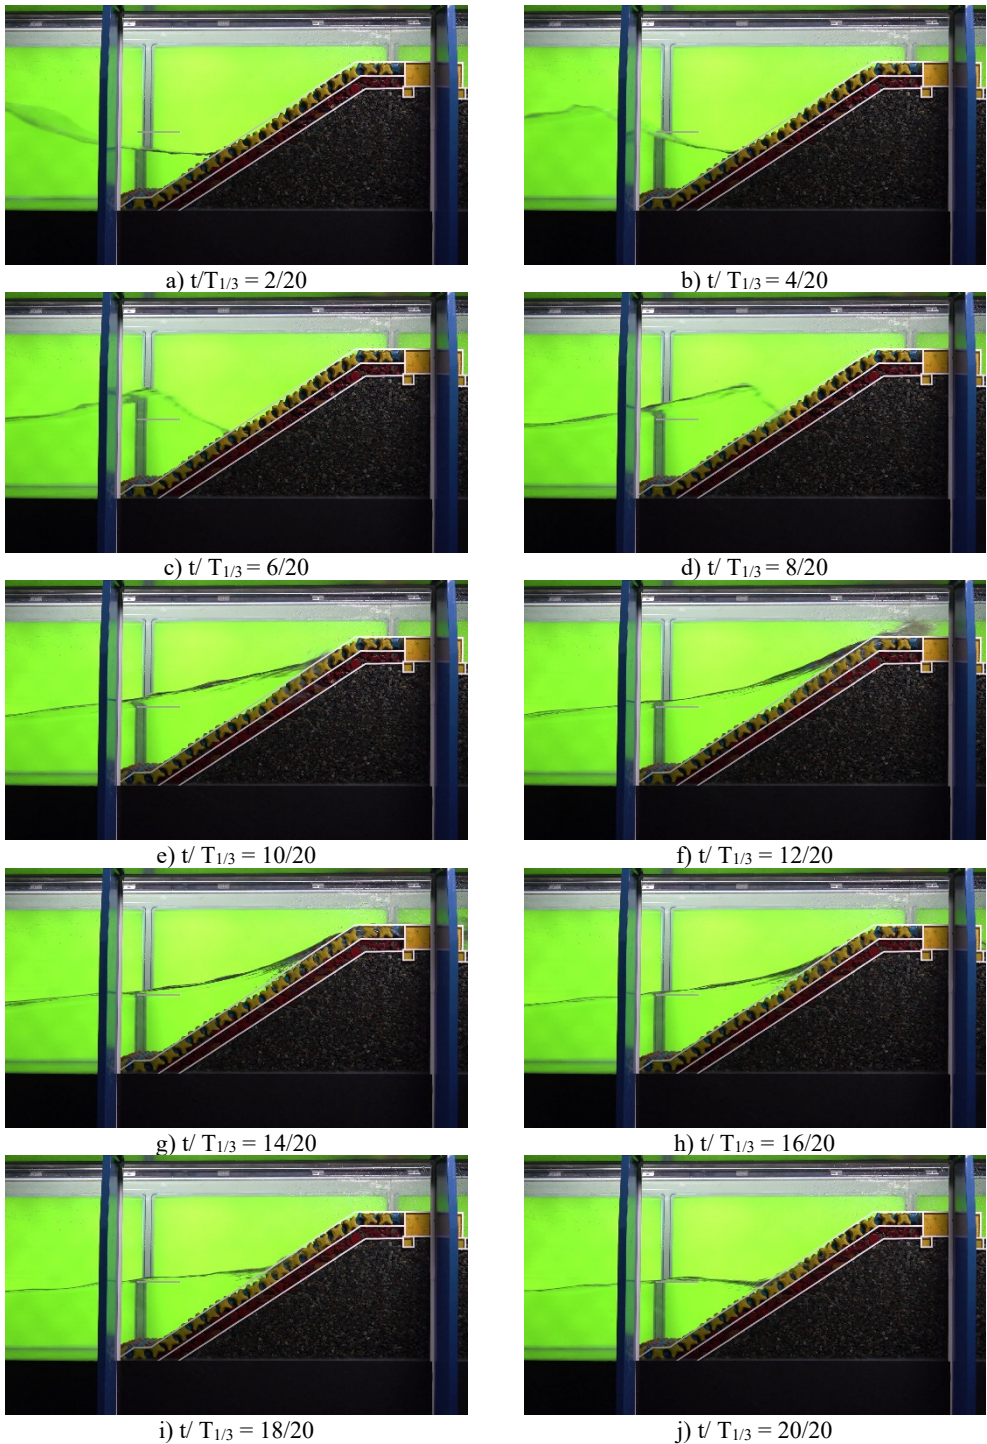 a) t/T1/3 = 2/20
b) t/ T1/3 = 4/20
c) t/ T1/3 = 6/20
d) t/ T1/3 = 8/20
e) t/ T1/3 = 10/20
f) t/ T1/3 = 12/20
g) t/ T1/3 = 14/20
h) t/ T1/3 = 16/20
i) t/ T1/3 = 18/20
j) t/ T1/3 = 20/20